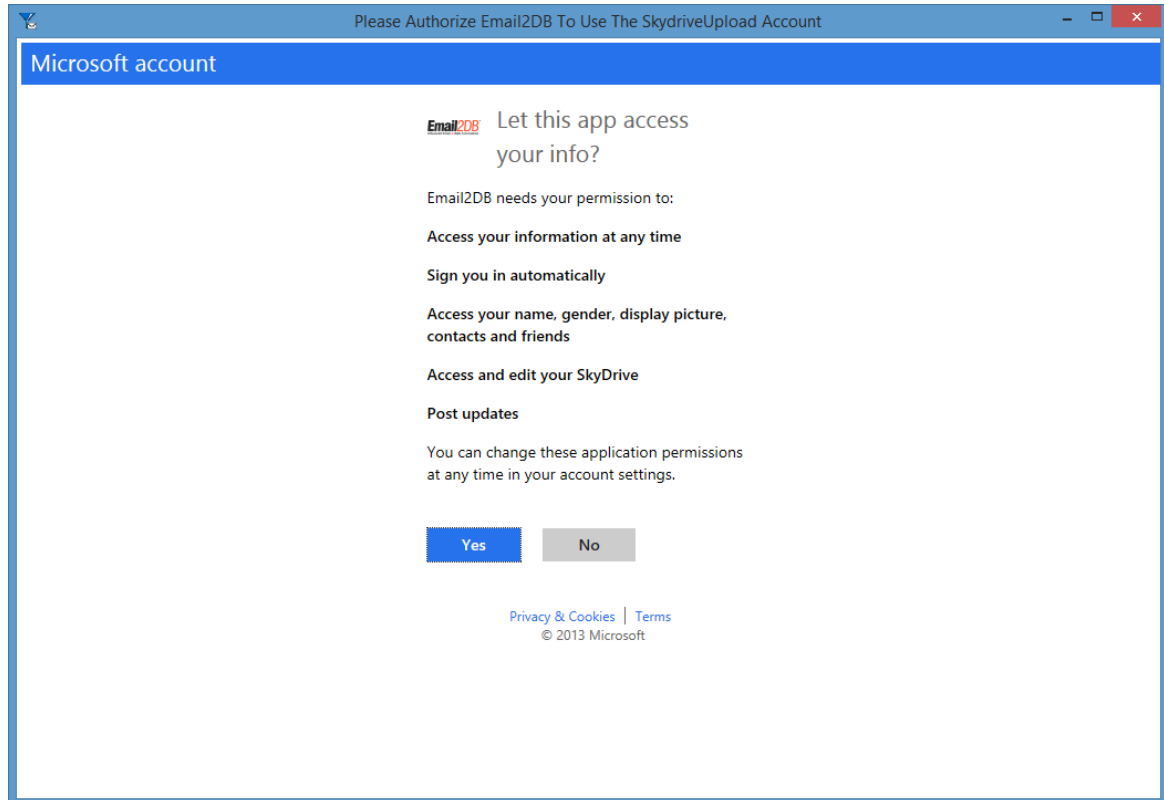 Please Authorize Email2DB To Use The SkydriveUpload Account
Microsoft account
Email2DB
Let this app access
your info?
Email2DB needs your permission to:
Access your information at any time
Sign you in automatically
Access your name, gender, display picture,
contacts and friends
Access and edit your SkyDrive
Post updates
You can change these application permissions
at any time in your account settings.
Yes No
Privacy & Cookies | Terms
© 2013 Microsoft